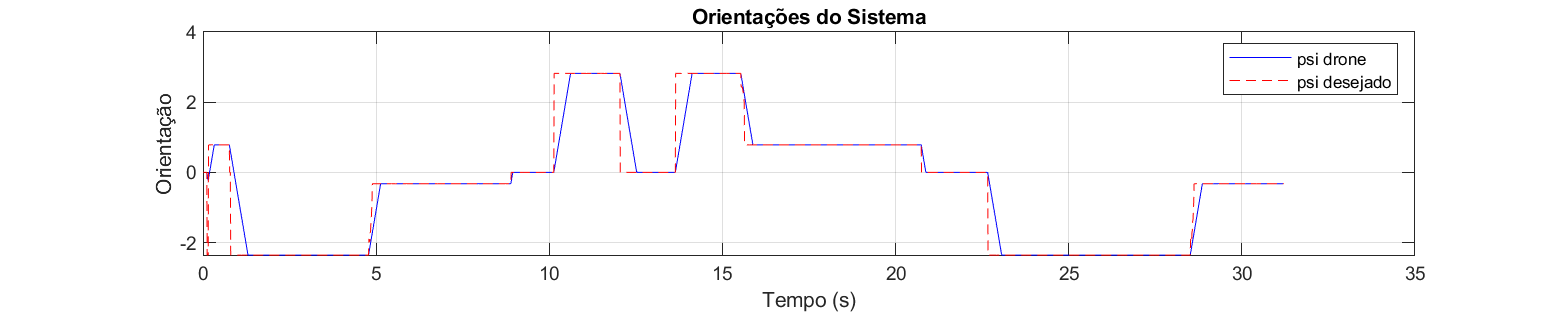 Orientações do Sistema
4
2
0
-2
Orientação
psi drone
psi desejado
0 5 10 15 20 25 30 35
Tempo (s)